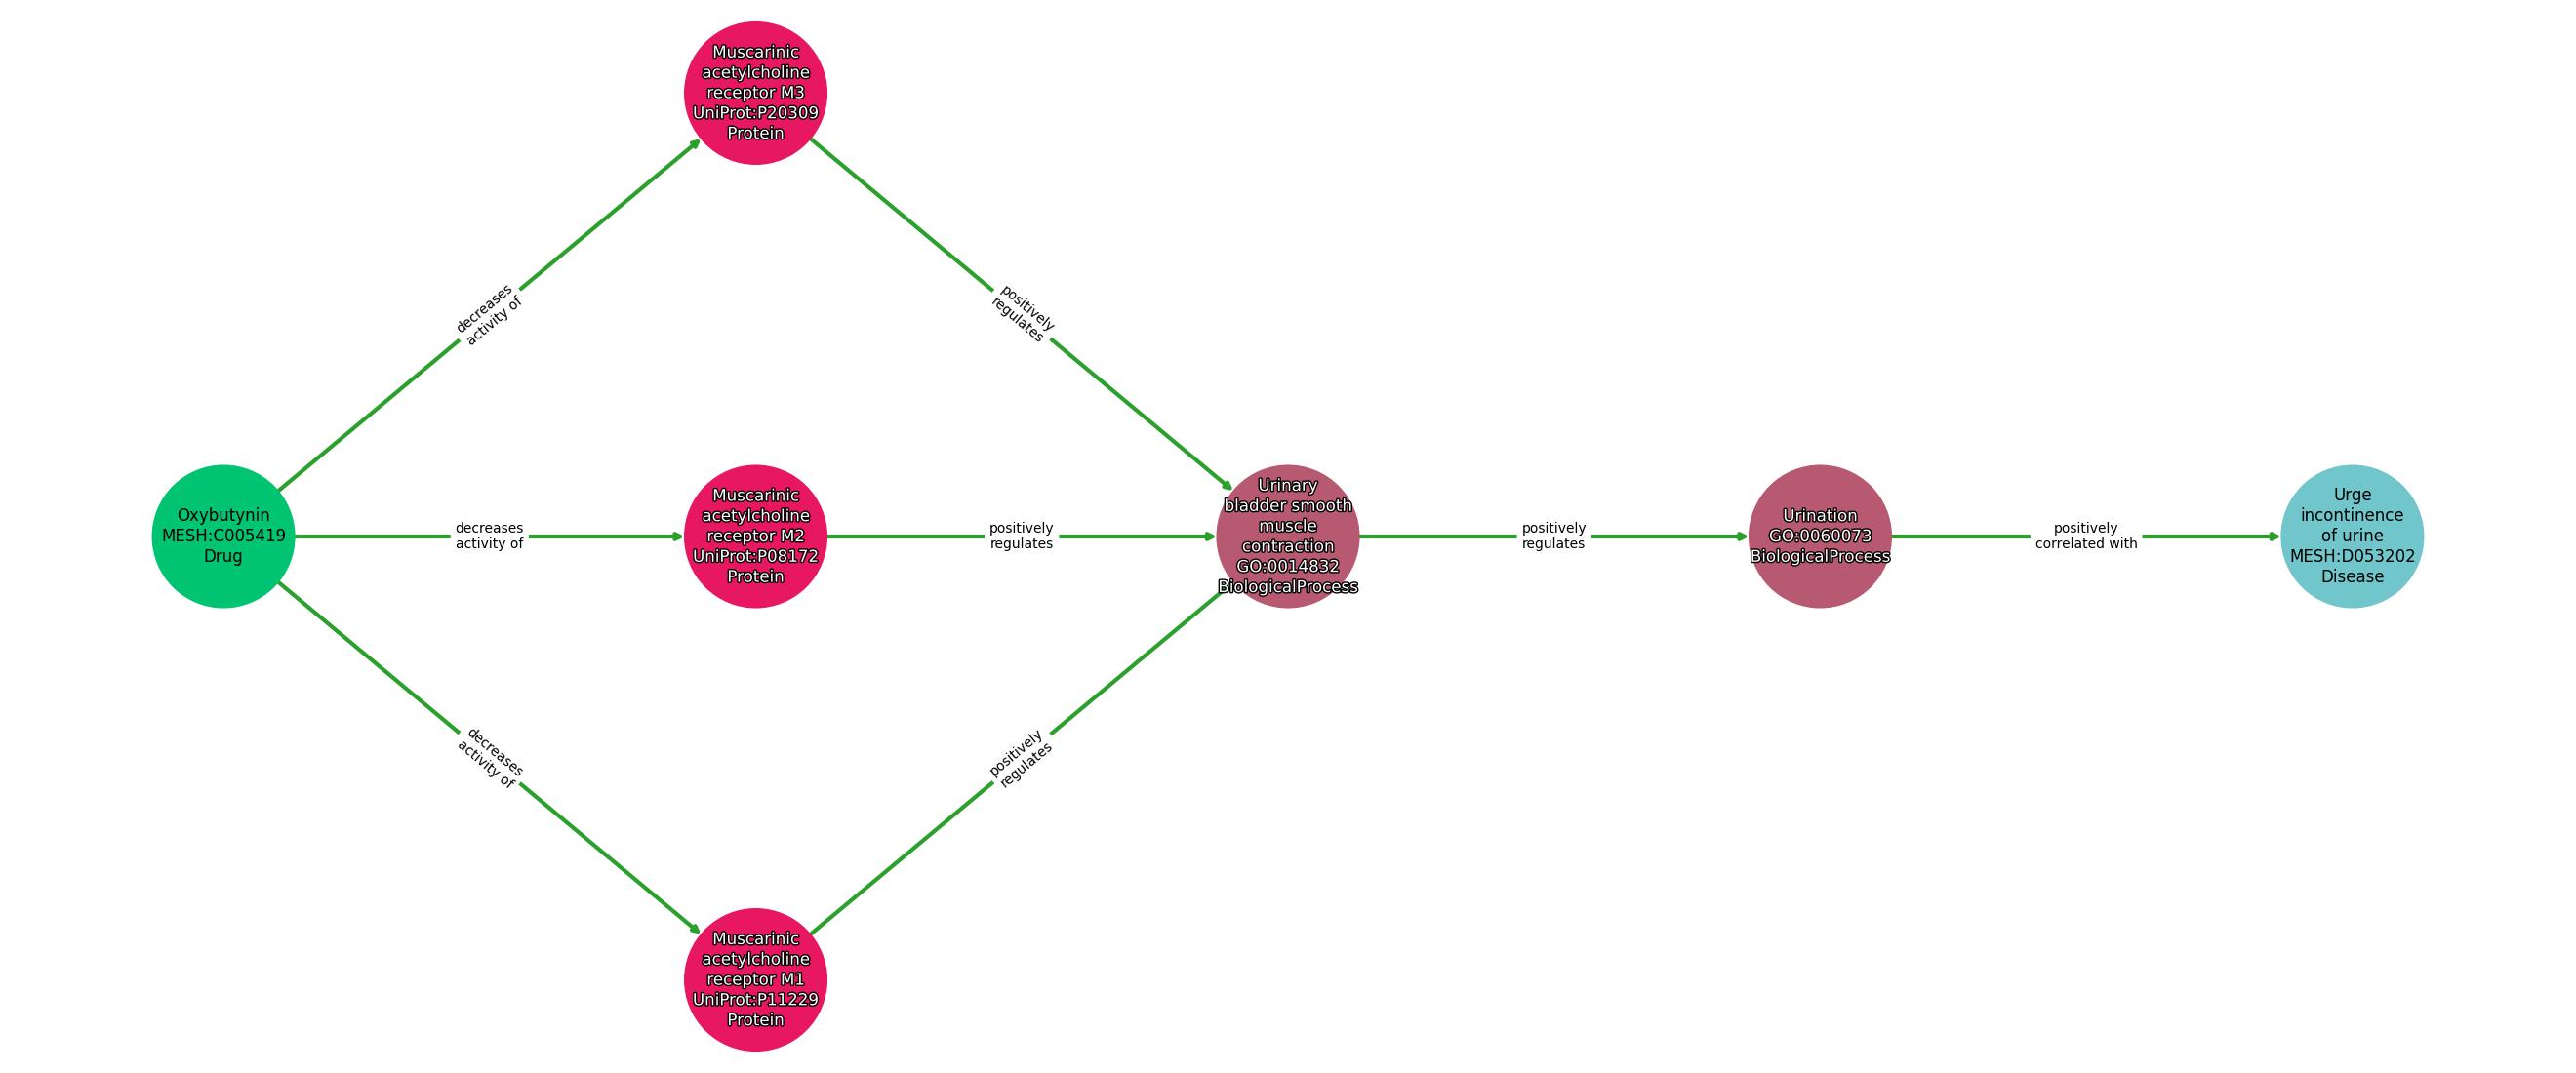 Muscarinic
acetylcholine
receptor M3
UniProt:P20309
Protein
decreases
activity of
positively
regulates
Oxybutynin
MESH:C005419
Drug
decreases
activity of
Muscarinic
acetylcholine
receptor M2
UniProt:P08172
Protein
positively
regulates
Urinary
bladder smooth
muscle
contraction
GO:0014832
BiologicalProcess
positively
regulates
Urination
GO:0060073
BiologicalProcess
positively
correlated with
Urge
incontinence
of urine
MESH:D053202
Disease
decreases
activity of
positively
regulates
Muscarinic
acetylcholine
receptor M1
UniProt:P11229
Protein